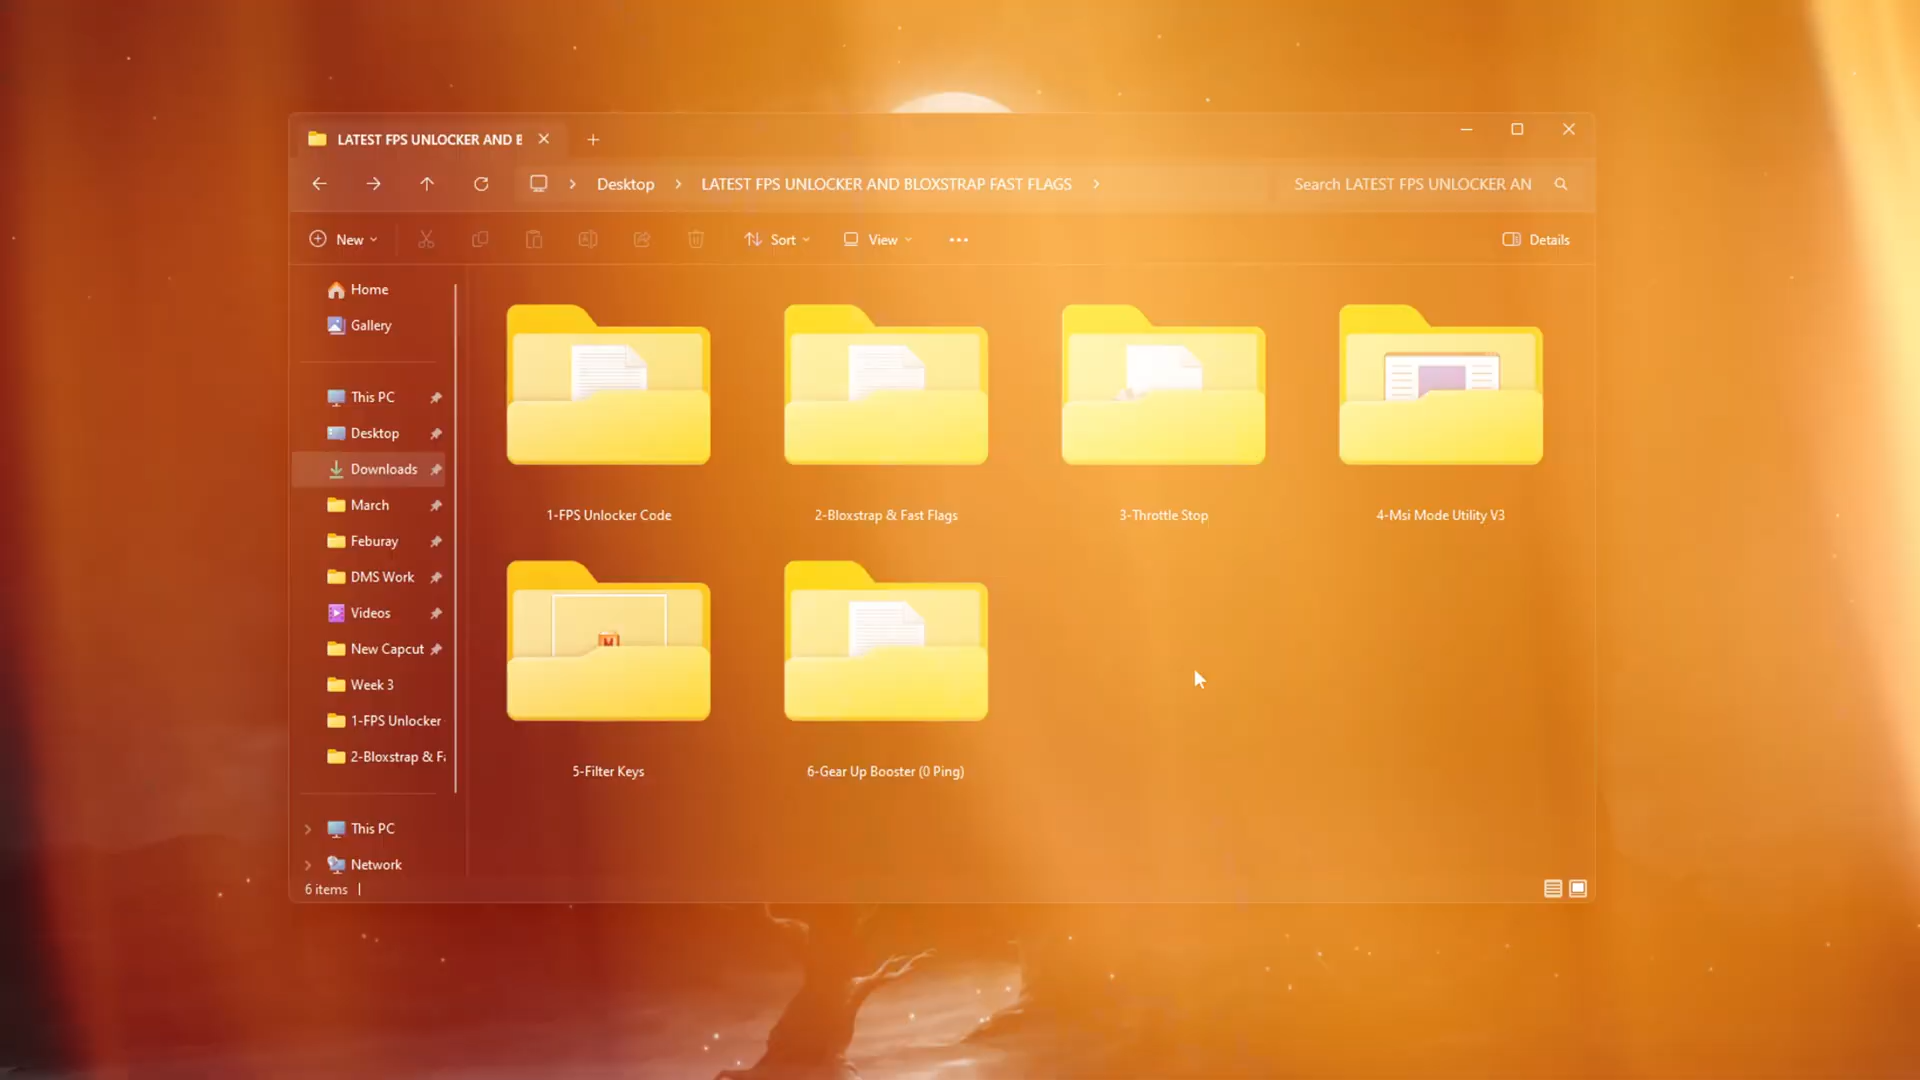 LATEST FPS UNLOCKER AND B
Desktop
LATEST FPS UNLOCKER AND BLOXSTRAP FAST FLAGS
Search LATEST FPS UNLOCKER AN
New
Sort
View
Details
Home
Gallery
This PC
Desktop
Downloads
March
Feburay
DMS Work
Videos
New Capcut
Week 3
1-FPS Unlocker
2-Bloxstrap & Fa
This PC
Network
1-FPS Unlocker Code
2-Bloxstrap & Fast Flags
3-Throttle Stop
4-Msi Mode Utility V3
5-Filter Keys
6-Gear Up Booster (0 Ping)
6 items